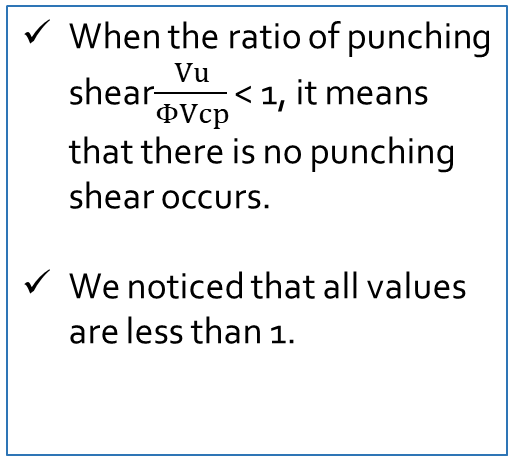 ✓ When the ratio of punching
shear Vu/ΦVcp < 1, it means
that there is no punching
shear occurs.
✓ We noticed that all values
are less than 1.